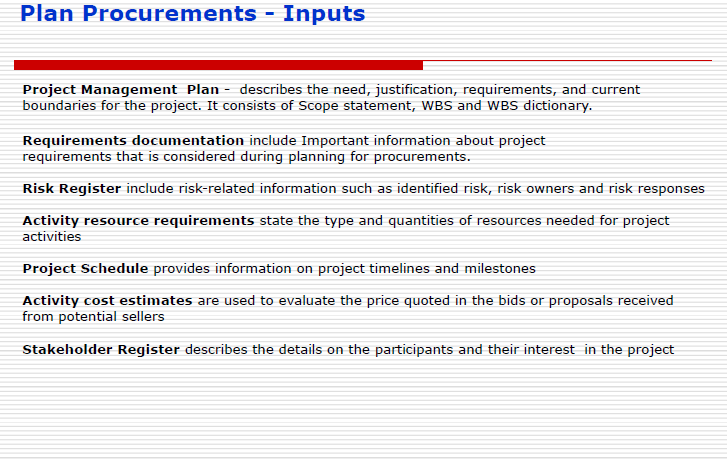 Plan Procurements - Inputs
Project Management  Plan -  describes the need, justification, requirements, and current
boundaries for the project. It consists of Scope statement, WBS and WBS dictionary.
Requirements documentation include Important information about project
requirements that is considered during planning for procurements.
Risk Register include risk-related information such as identified risk, risk owners and risk responses
Activity resource requirements state the type and quantities of resources needed for project
activities
Project Schedule provides information on project timelines and milestones
Activity cost estimates are used to evaluate the price quoted in the bids or proposals received
from potential sellers
Stakeholder Register describes the details on the participants and their interest  in the project